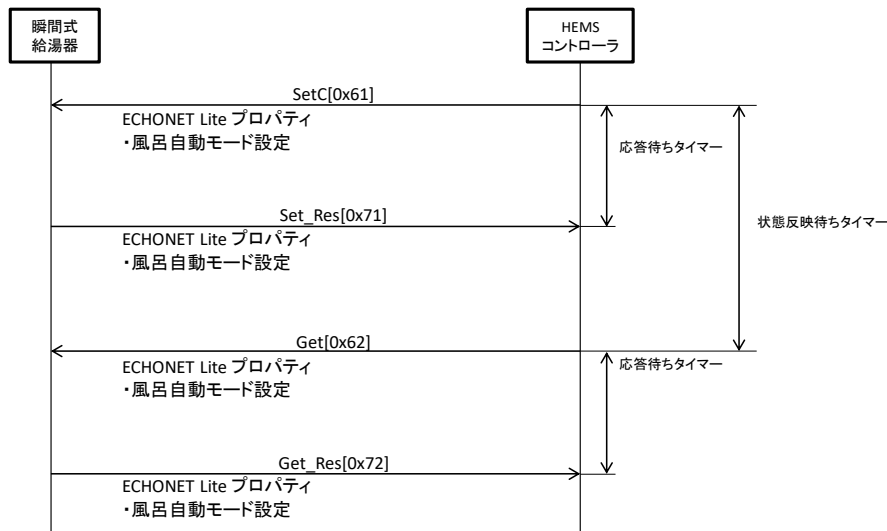 瞬間式
給湯器
HEMS
コントローラ
SetC[0x61]
ECHONET Lite プロパティ
・風呂自動モード設定
応答待ちタイマー
Set_Res[0x71]
ECHONET Lite プロパティ
・風呂自動モード設定
状態反映待ちタイマー
Get[0x62]
ECHONET Lite プロパティ
・風呂自動モード設定
応答待ちタイマー
Get_Res[0x72]
ECHONET Lite プロパティ
・風呂自動モード設定